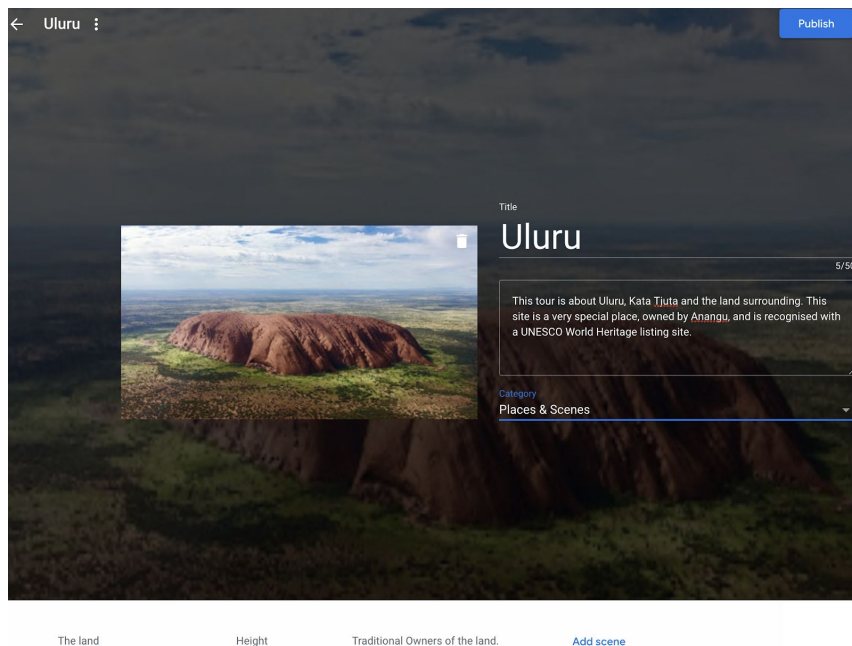 Uluru
Publish
Title
Uluru
5/50
This tour is about Uluru, Kata Tjuta and the land surrounding. This
site is a very special place, owned by Anangu, and is recognised with
a UNESCO World Heritage listing site.
Category
Places & Scenes
The land
Height
Traditional Owners of the land.
Add scene